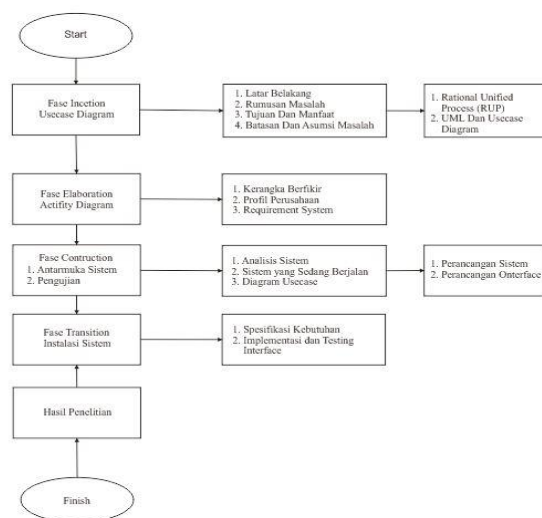 Start
Fase Incetion
Usecase Diagram
1. Latar Belakang
2. Rumusan Masalah
3. Tujuan Dan Manfaat
4. Batasan Dan Asumsi Masalah
1. Rational Unified
Process (RUP)
2. UML Dan Usecase
Diagram
Fase Elaboration
Actifity Diagram
1. Kerangka Berfikir
2. Profil Perusahaan
3. Requirement System
Fase Contruction
1. Antarmuka Sistem
2. Pengujian
1. Analisis Sistem
2. Sistem yang Sedang Berjalan
3. Diagram Usecase
1. Perancangan Sistem
2. Perancangan Onterface
Fase Transition
Instalasi Sistem
1. Spesifikasi Kebutuhan
2. Implementasi dan Testing
Interface
Hasil Penelitian
Finish